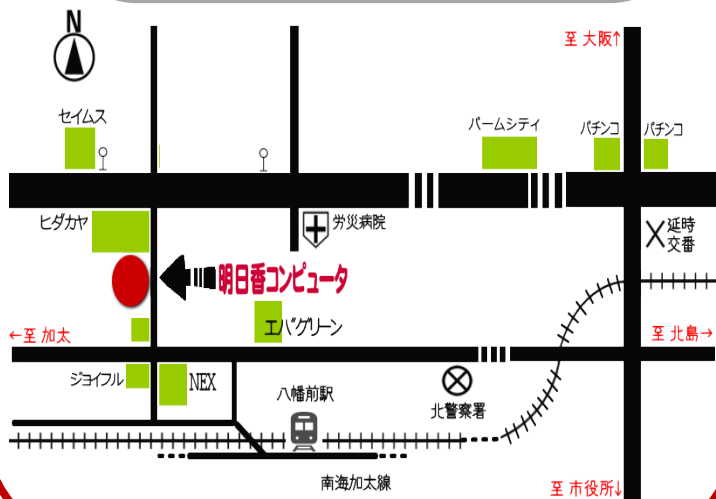 N
至 大阪↑
セイムス
パームシティ
パチンコ
パチンコ
ヒダカヤ
労災病院
延時
交番
明日香コンピュータ
エバグリーン
←至 加太
至 北島→
ジョイフル
NEX
八幡前駅
北警察署
南海加太線
至 市役所↓